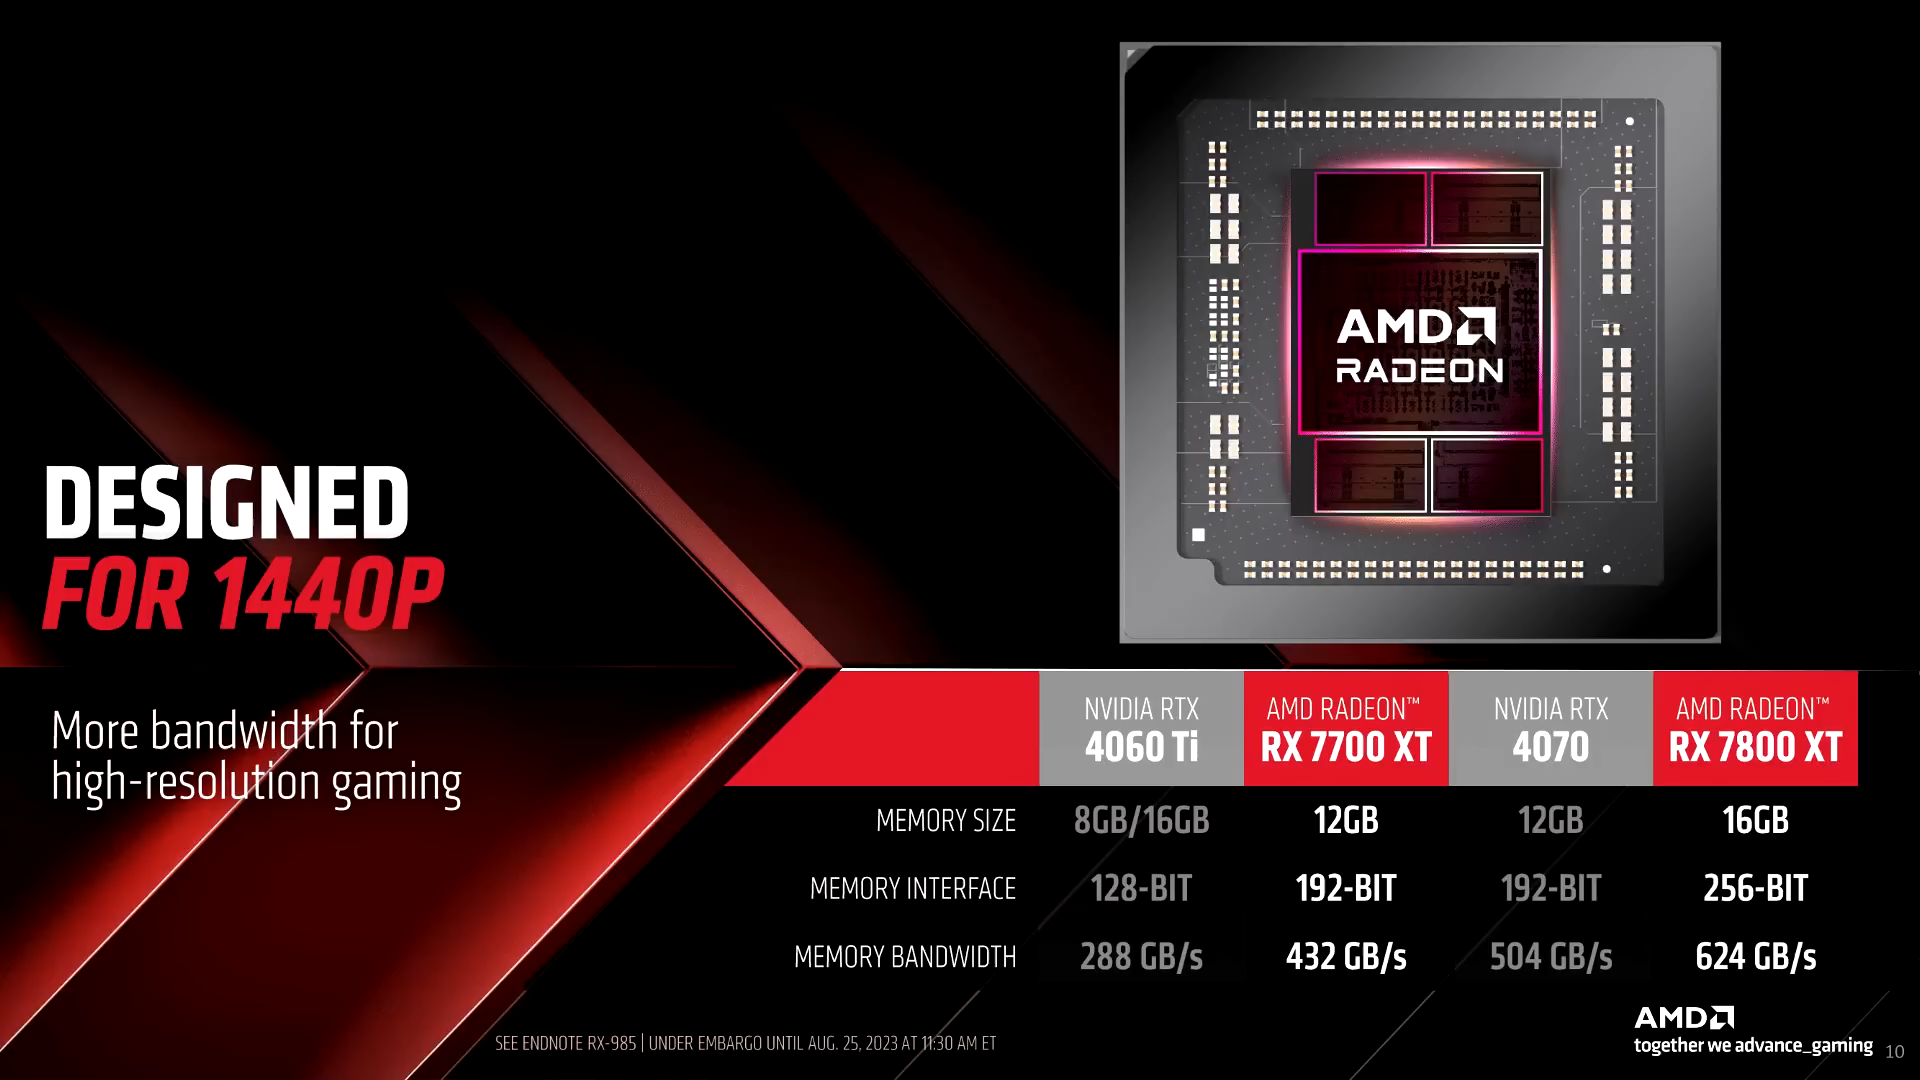 AMD
RADEON
DESIGNED
FOR 1440P
More bandwidth for
high-resolution gaming
NVIDIA RTX 4060 Ti AMD RADEON™ RX 7700 XT NVIDIA RTX 4070 AMD RADEON™ RX 7800 XT
MEMORY SIZE 8GB/16GB 12GB 12GB 16GB
MEMORY INTERFACE 128-BIT 192-BIT 192-BIT 256-BIT
MEMORY BANDWIDTH 288 GB/s 432 GB/s 504 GB/s 624 GB/s
SEE ENDNOTE RX-985 | UNDER EMBARGO UNTIL AUG. 25, 2023 AT 11:30 AM ET
AMD
together we advance_gaming
10